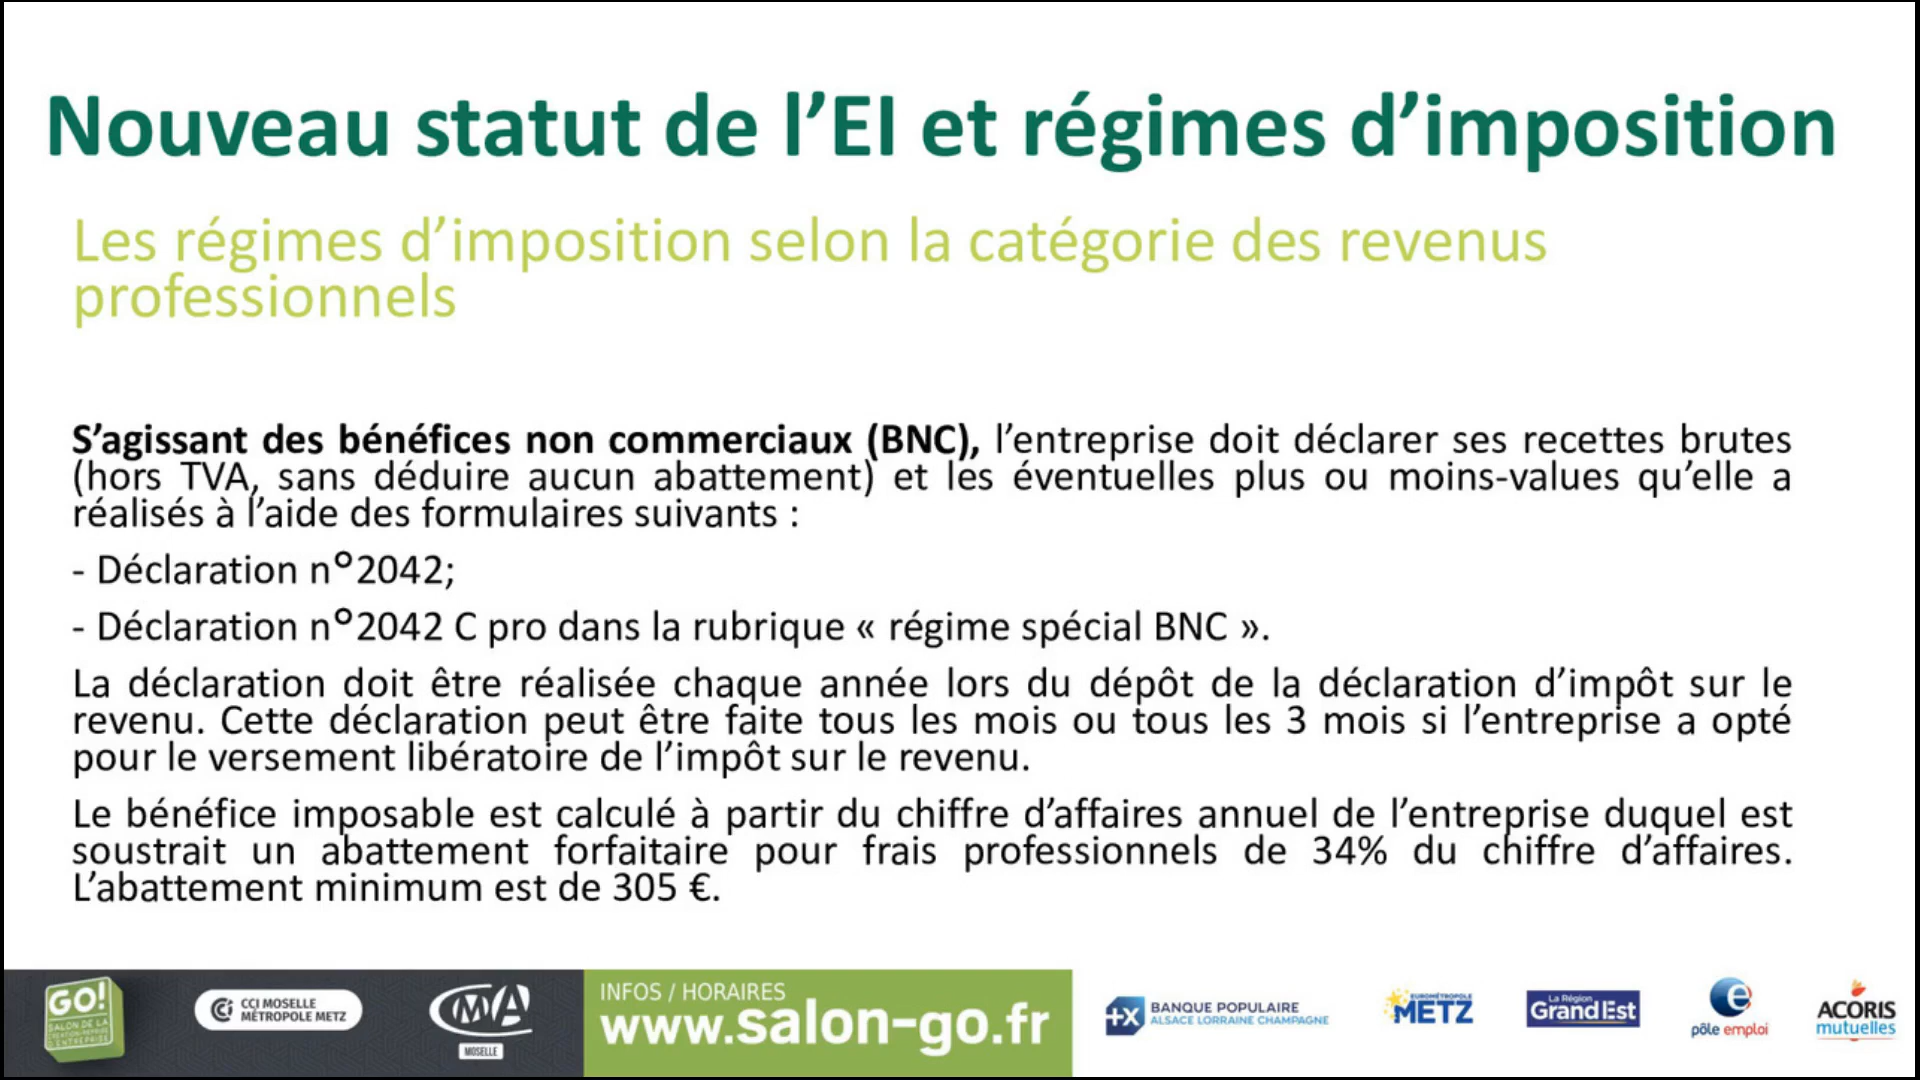 Nouveau statut de l’EI et régimes d’imposition
Les régimes d’imposition selon la catégorie des revenus
professionnels
S’agissant des bénéfices non commerciaux (BNC), l’entreprise doit déclarer ses recettes brutes
(hors TVA, sans déduire aucun abattement) et les éventuelles plus ou moins-values qu’elle a
réalisés à l’aide des formulaires suivants :
- Déclaration n°2042;
- Déclaration n°2042 C pro dans la rubrique « régime spécial BNC ».
La déclaration doit être réalisée chaque année lors du dépôt de la déclaration d’impôt sur le
revenu. Cette déclaration peut être faite tous les mois ou tous les 3 mois si l’entreprise a opté
pour le versement libératoire de l’impôt sur le revenu.
Le bénéfice imposable est calculé à partir du chiffre d’affaires annuel de l’entreprise duquel est
soustrait un abattement forfaitaire pour frais professionnels de 34% du chiffre d’affaires.
L’abattement minimum est de 305 €.
GO!
SALON DE LA
CRÉATION-REPRISE
D'ENTREPRISE
CCI MOSELLE
MÉTROPOLE METZ
CMA
MOSELLE
INFOS / HORAIRES
www.salon-go.fr
+X BANQUE POPULAIRE
ALSACE LORRAINE CHAMPAGNE
EUROMÉTROPOLE
METZ
La Région
Grand Est
pôle emploi
ACORIS
mutuelles